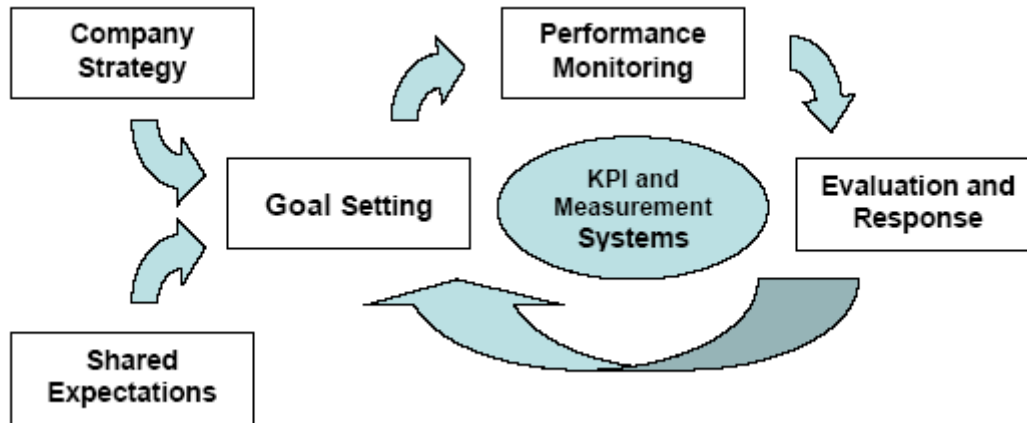 Company
Strategy
Performance
Monitoring
Goal Setting
KPI and
Measurement
Systems
Evaluation and
Response
Shared
Expectations